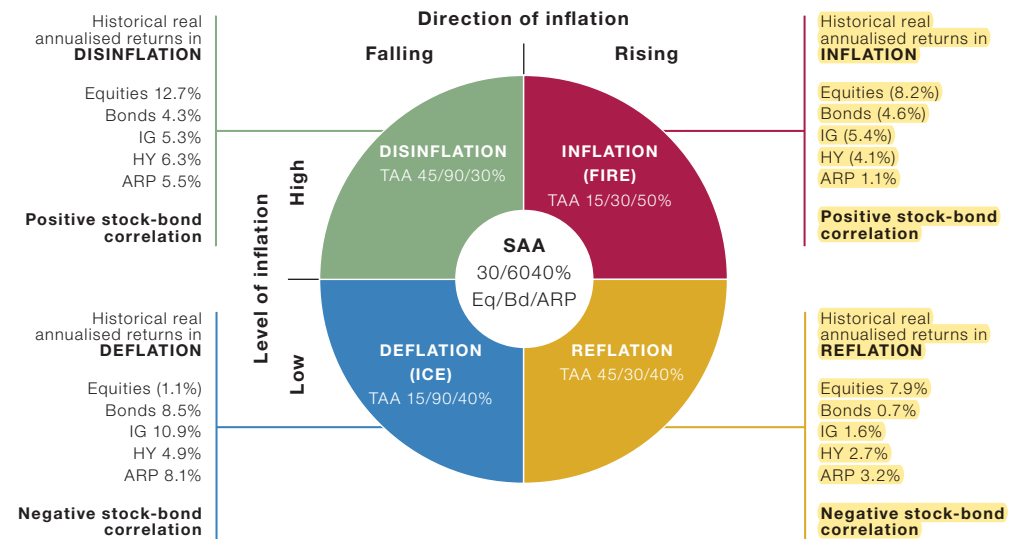 Direction of inflation
Falling
Rising
Historical real
annualised returns in
DISINFLATION
Equities 12.7%
Bonds 4.3%
IG 5.3%
HY 6.3%
ARP 5.5%
Positive stock-bond
correlation
Historical real
annualised returns in
INFLATION
Equities (8.2%)
Bonds (4.6%)
IG (5.4%)
HY (4.1%)
ARP 1.1%
Positive stock-bond
correlation
Level of inflation
High
Low
DISINFLATION
TAA 45/90/30%
INFLATION
(FIRE)
TAA 15/30/50%
SAA
30/6040%
Eq/Bd/ARP
DEFLATION
(ICE)
TAA 15/90/40%
REFLATION
TAA 45/30/40%
Historical real
annualised returns in
DEFLATION
Equities (1.1%)
Bonds 8.5%
IG 10.9%
HY 4.9%
ARP 8.1%
Negative stock-bond
correlation
Historical real
annualised returns in
REFLATION
Equities 7.9%
Bonds 0.7%
IG 1.6%
HY 2.7%
ARP 3.2%
Negative stock-bond
correlation